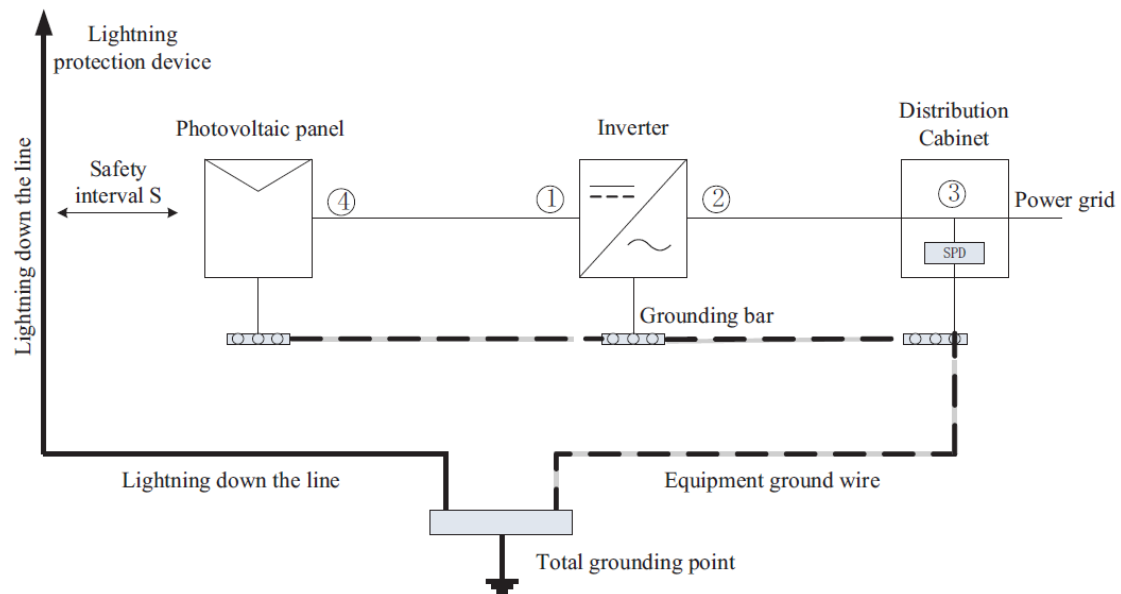 Lightning
protection device
Photovoltaic panel
Inverter
Distribution
Cabinet
Safety
interval S
④
①
②
③
Power grid
SPD
Lightning down the line
Grounding bar
Lightning down the line
Equipment ground wire
Total grounding point